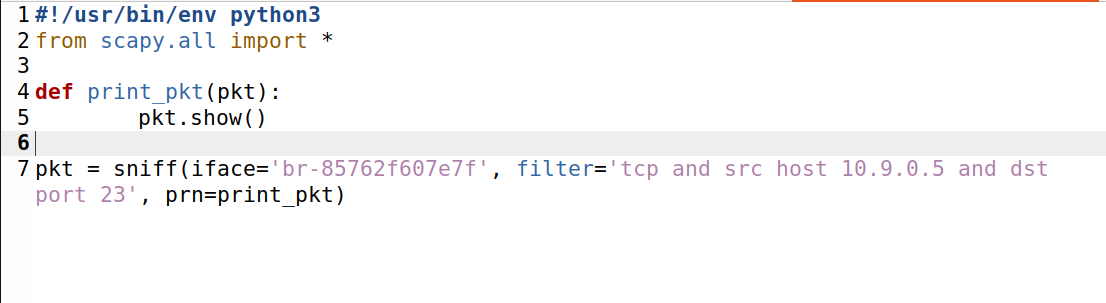 1 #!/usr/bin/env python3
2 from scapy.all import *
3
4 def print_pkt(pkt):
5         pkt.show()
6
7 pkt = sniff(iface='br-85762f607e7f', filter='tcp and src host 10.9.0.5 and dst
port 23', prn=print_pkt)